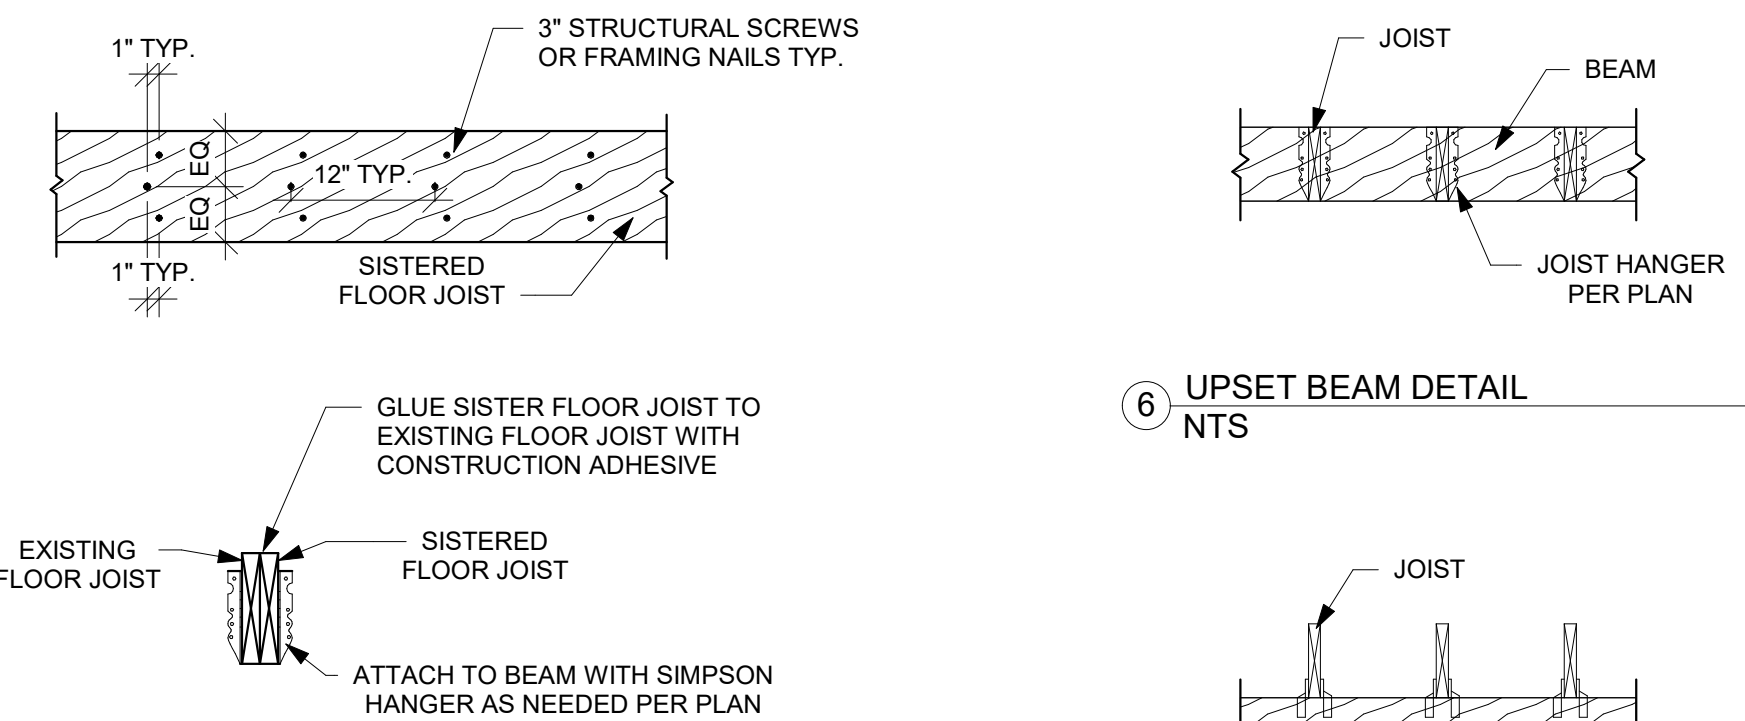 1" TYP.
3" STRUCTURAL SCREWS
OR FRAMING NAILS TYP.
EQ
EQ
12" TYP.
1" TYP.
SISTERED
FLOOR JOIST
JOIST
BEAM
JOIST HANGER
PER PLAN
6
UPSET BEAM DETAIL
NTS
GLUE SISTER FLOOR JOIST TO
EXISTING FLOOR JOIST WITH
CONSTRUCTION ADHESIVE
EXISTING
FLOOR JOIST
SISTERED
FLOOR JOIST
ATTACH TO BEAM WITH SIMPSON
HANGER AS NEEDED PER PLAN
JOIST